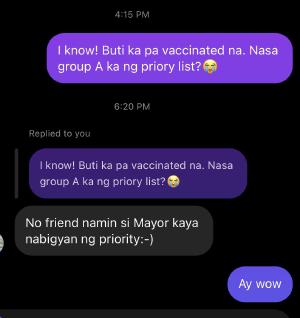 4:15 PM
I know! Buti ka pa vaccinated na. Nasa
group A ka ng priory list?😭
6:20 PM
Replied to you
I know! Buti ka pa vaccinated na. Nasa
group A ka ng priory list?😭
No friend namin si Mayor kaya
nabigyan ng priority:-)
Ay wow